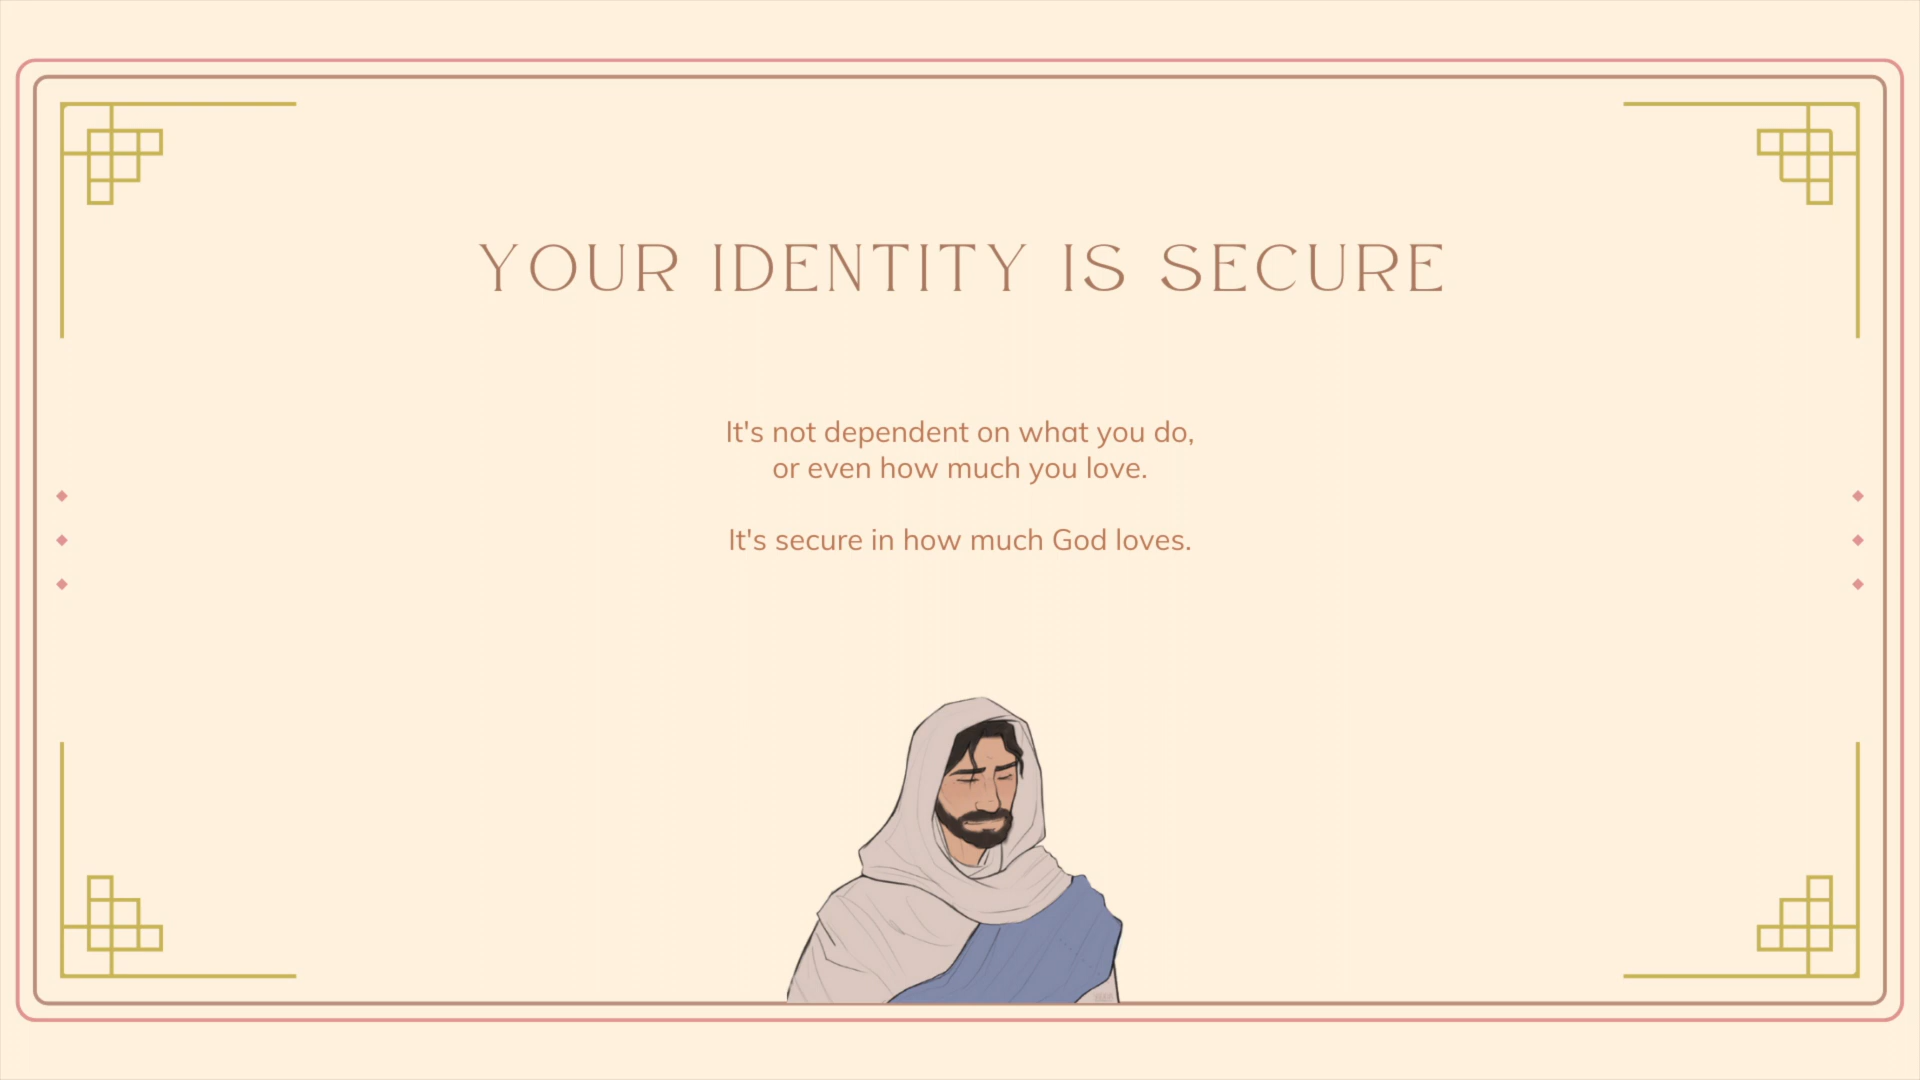 YOUR IDENTITY IS SECURE
It's not dependent on what you do,
or even how much you love.
It's secure in how much God loves.